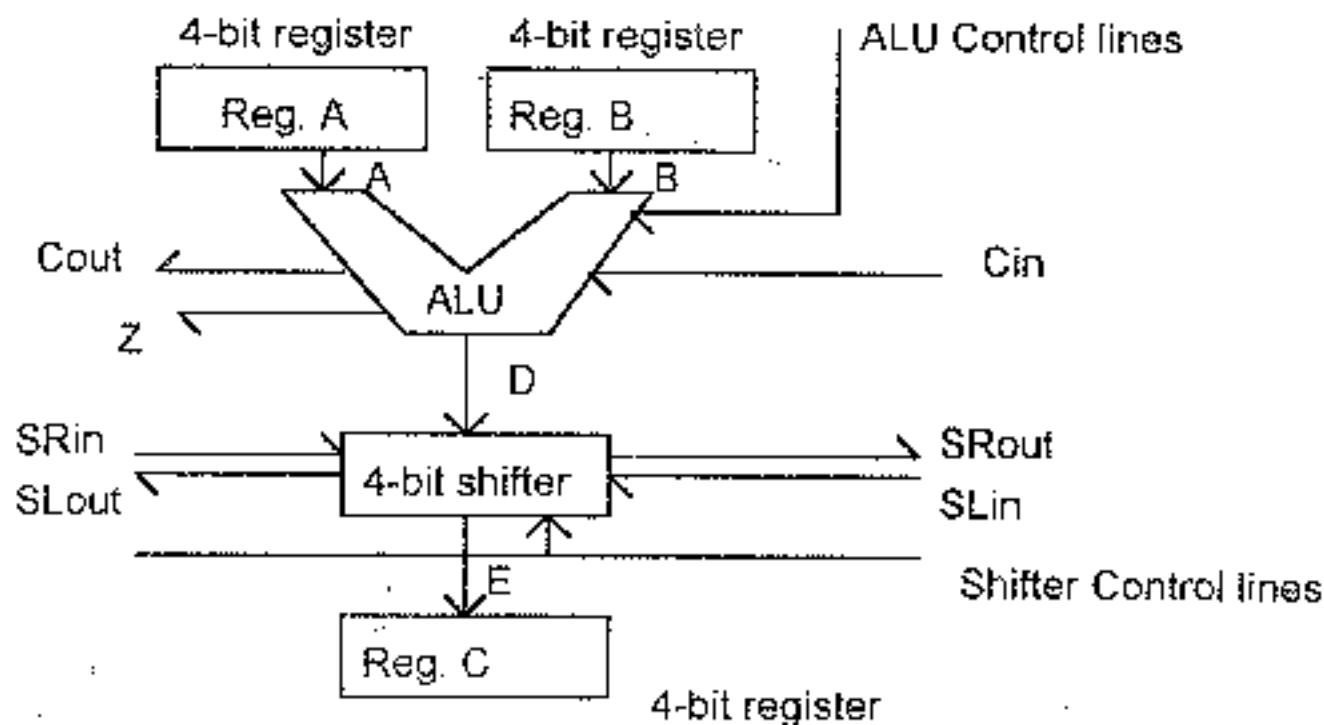 4-bit register
4-bit register
ALU Control lines
Reg. A
Reg. B
A
B
Cout
Cin
ALU
Z
D
SRin
SRout
4-bit shifter
SLout
SLin
E
Shifter Control lines
Reg. C
4-bit register